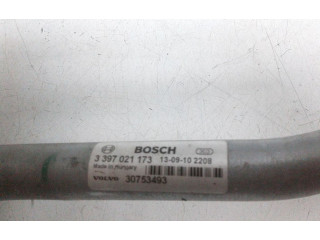 BOSCH
3 397 021 173 13-09-10 2208
Made in Hungary
VOLVO 30753493